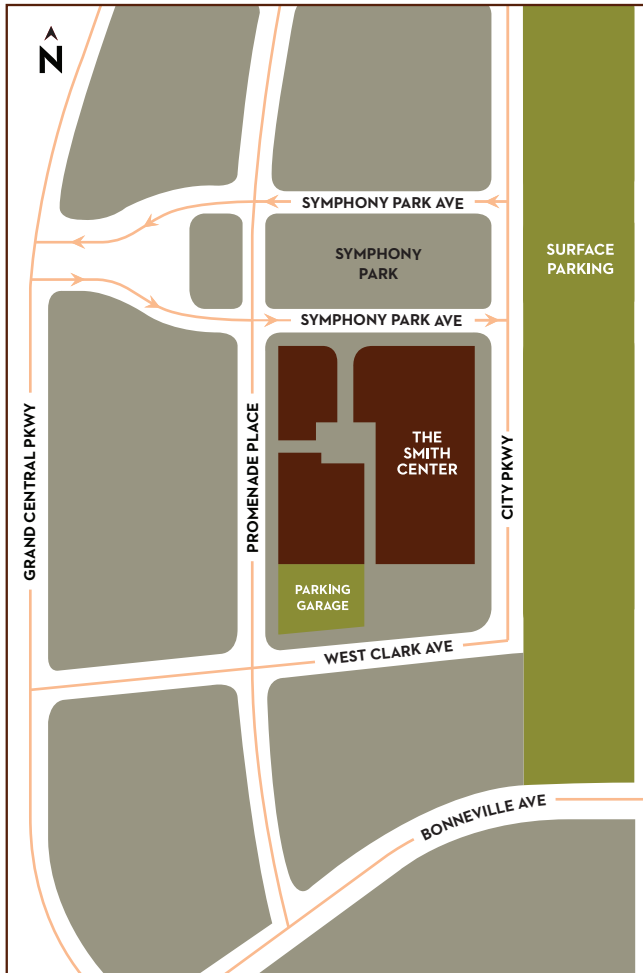 N
SYMPHONY PARK AVE
SYMPHONY
PARK
SURFACE
PARKING
SYMPHONY PARK AVE
GRAND CENTRAL PKWY
PROMENADE PLACE
THE
SMITH
CENTER
CITY PKWY
PARKING
GARAGE
WEST CLARK AVE
BONNEVILLE AVE